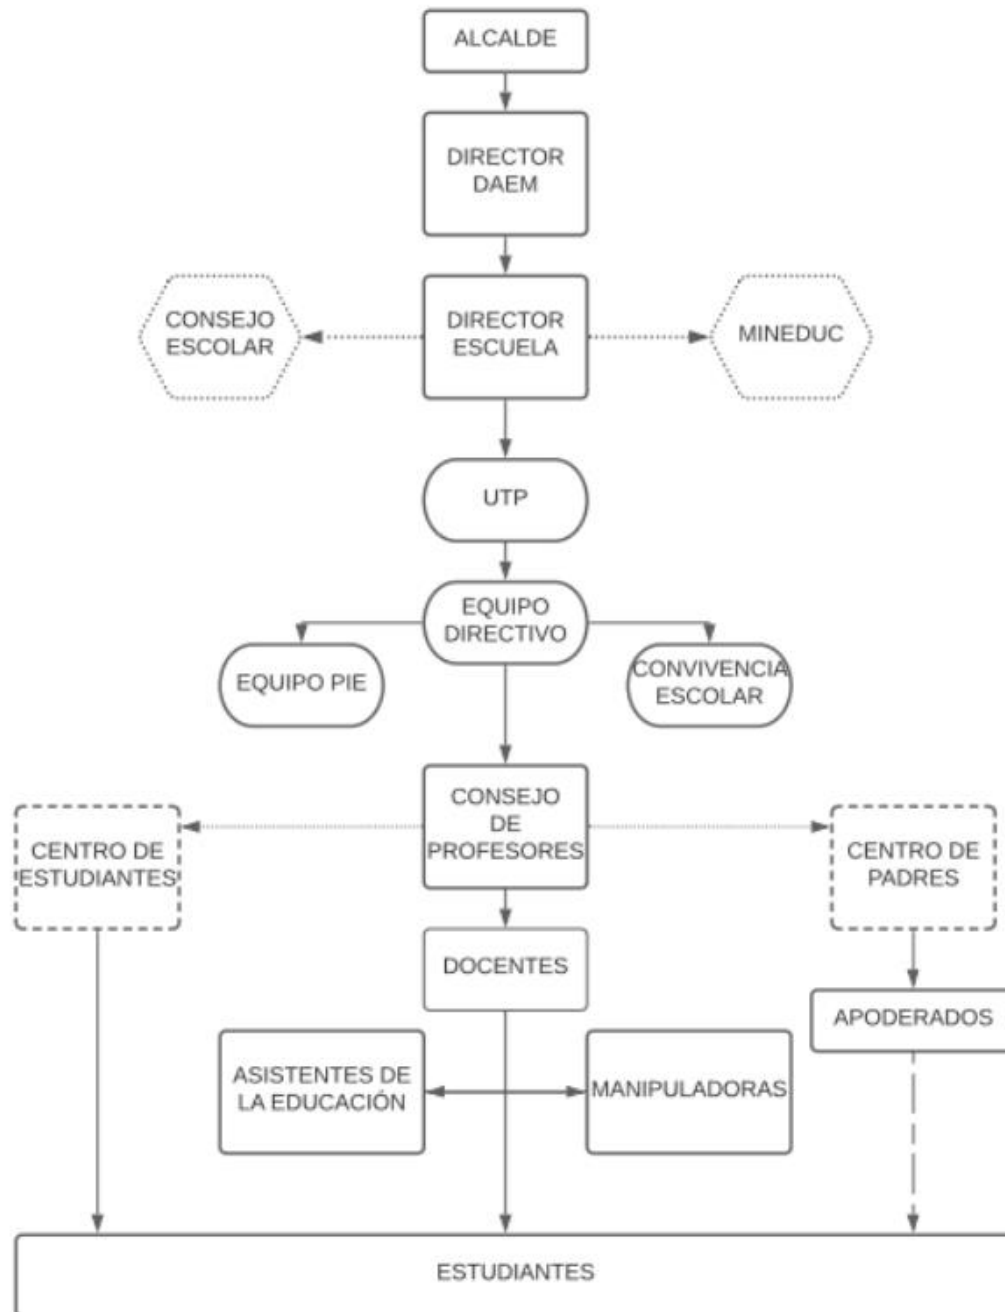 ALCALDE
DIRECTOR
DAEM
CONSEJO
ESCOLAR
DIRECTOR
ESCUELA
MINEDUC
UTP
EQUIPO
DIRECTIVO
EQUIPO PIE
CONVIVENCIA
ESCOLAR
CONSEJO
DE
PROFESORES
CENTRO DE
ESTUDIANTES
CENTRO DE
PADRES
DOCENTES
APODERADOS
ASISTENTES DE
LA EDUCACIÓN
MANIPULADORAS
ESTUDIANTES